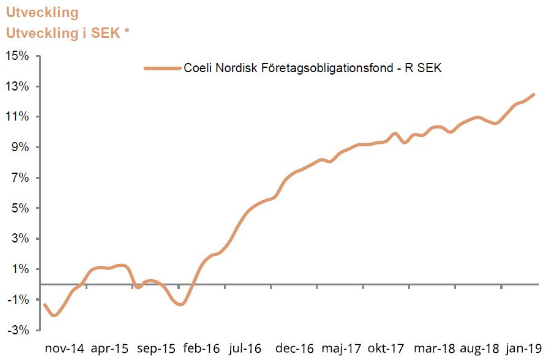 Utveckling
Utveckling i SEK *
15%
Coeli Nordisk Företagsobligationsfond - R SEK
13%
11%
9%
7%
5%
3%
1%
-1%
-3%
nov-14 apr-15 sep-15 feb-16 jul-16 dec-16 maj-17 okt-17 mar-18 aug-18 jan-19